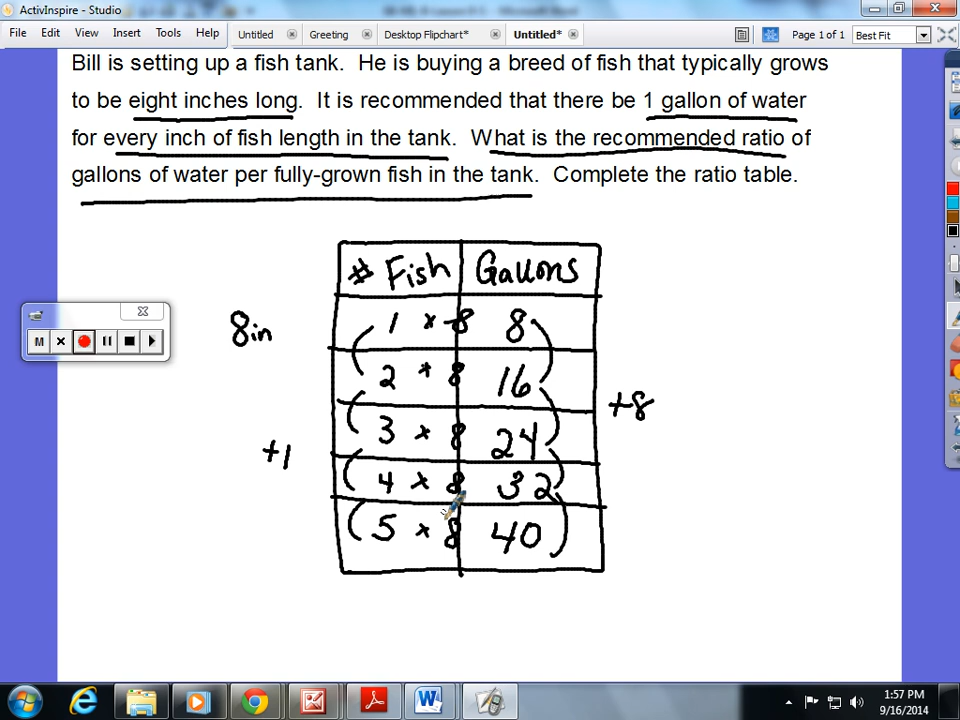 ActivInspire - Studio
File Edit View Insert Tools Help Untitled Greeting Desktop Flipchart* Untitled* Page 1 of 1 Best Fit
Bill is setting up a fish tank. He is buying a breed of fish that typically grows
to be eight inches long. It is recommended that there be 1 gallon of water
for every inch of fish length in the tank. What is the recommended ratio of
gallons of water per fully-grown fish in the tank. Complete the ratio table.
# Fish Gallons
1 × 8 8
8in
2 × 8 16
+8
3 × 8 24
+1
4 × 8 32
5 × 8 40
M
1:57 PM
9/16/2014